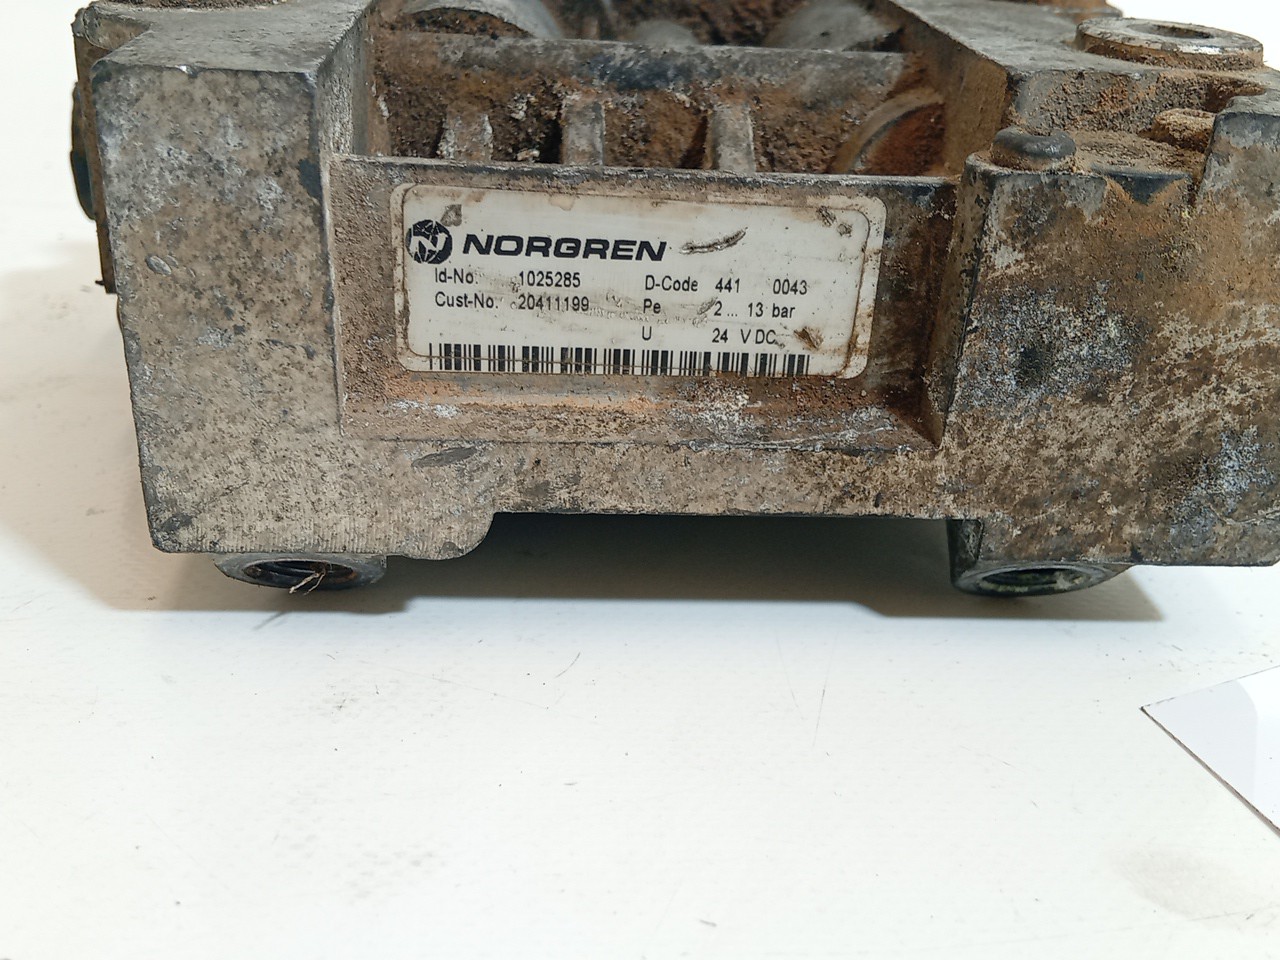 NORGREN
Id-No. 1025285 D-Code 441 0043
Cust-No. 20411199 Pe 2 ... 13 bar
U 24 V DC